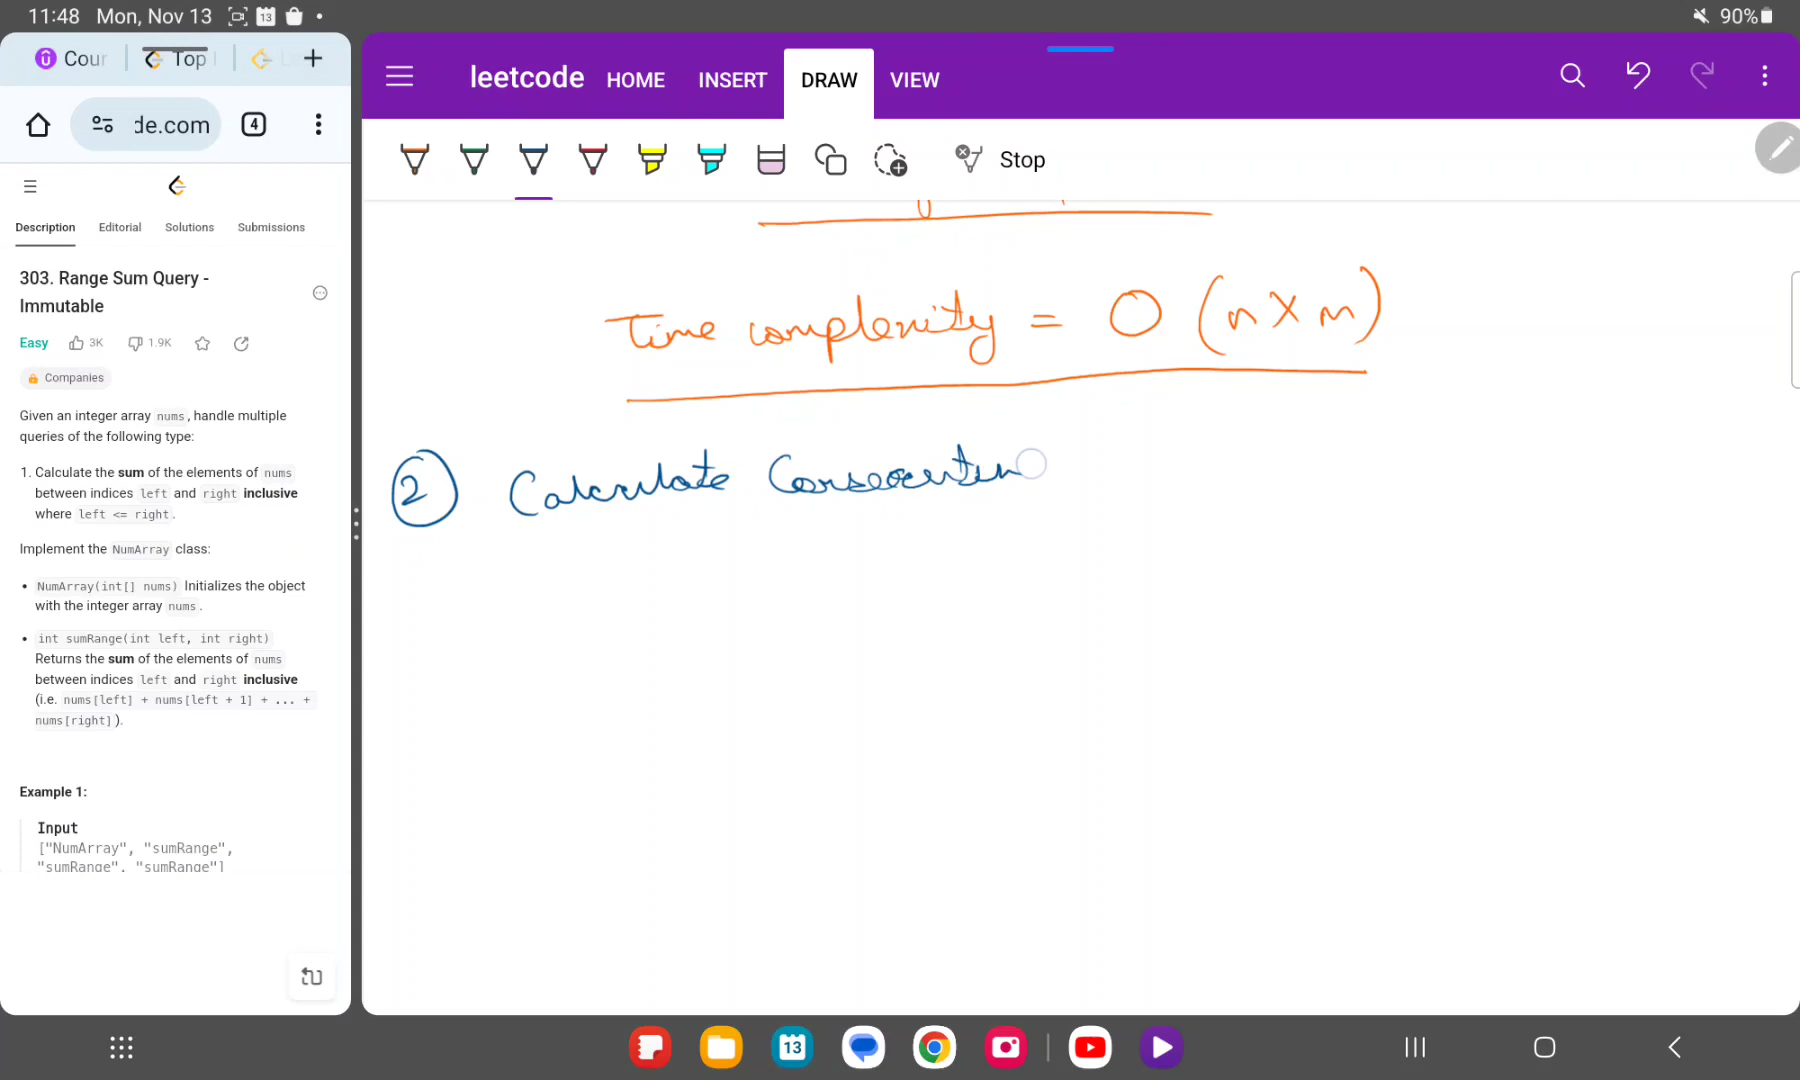 11:48 Mon, Nov 13 13 90%
Cour Top
de.com 4
Description Editorial Solutions Submissions
303. Range Sum Query -
Immutable
Easy 3K 1.9K
Companies
Given an integer array nums, handle multiple
queries of the following type:
1. Calculate the sum of the elements of nums
between indices left and right inclusive
where left <= right.
Implement the NumArray class:
• NumArray(int[] nums) Initializes the object
with the integer array nums.
• int sumRange(int left, int right)
Returns the sum of the elements of nums
between indices left and right inclusive
(i.e. nums[left] + nums[left + 1] + ... +
nums[right]).
Example 1:
Input
["NumArray", "sumRange",
"sumRange", "sumRange"]
leetcode HOME INSERT DRAW VIEW
Stop
Time complexity = O (n X m)
2 Calculate
13